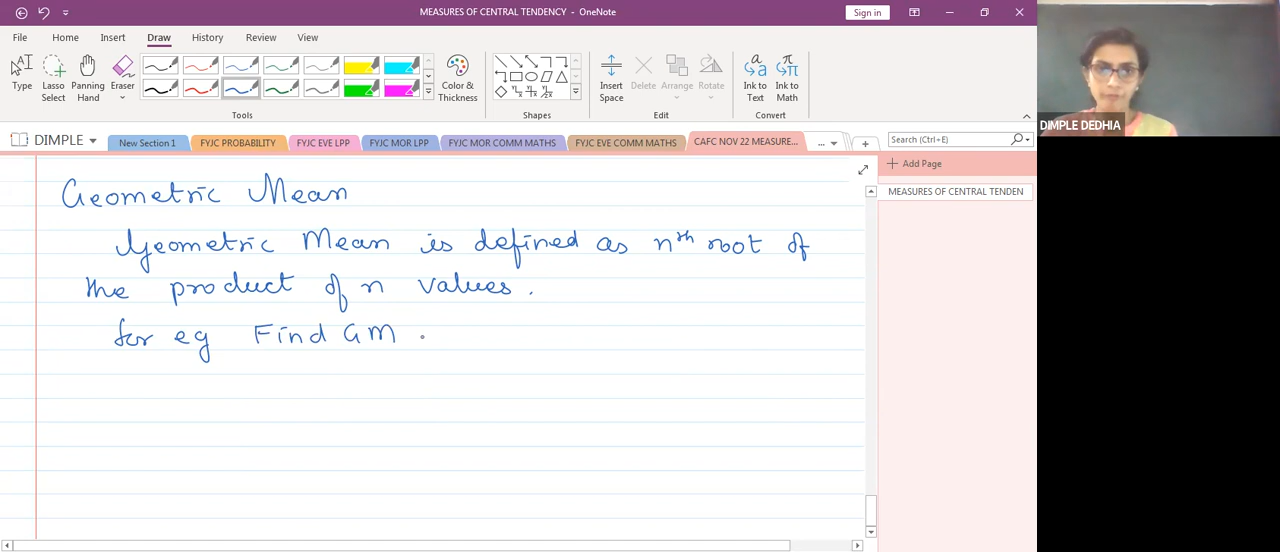 MEASURES OF CENTRAL TENDENCY - OneNote
Sign in
File Home Insert Draw History Review View
Type
Lasso Select
Panning Hand
Eraser
Color & Thickness
Insert Space
Delete
Arrange
Rotate
Ink to Text
Ink to Math
Tools
Shapes
Edit
Convert
DIMPLE
New Section 1
FYJC PROBABILITY
FYJC EVE LPP
FYJC MOR LPP
FYJC MOR COMM MATHS
FYJC EVE COMM MATHS
CAFC NOV 22 MEASURE...
Search (Ctrl+E)
DIMPLE DEDHIA
Add Page
MEASURES OF CENTRAL TENDEN
Geometric Mean
Geometric Mean is defined as nth root of
the product of n values.
for eg Find GM